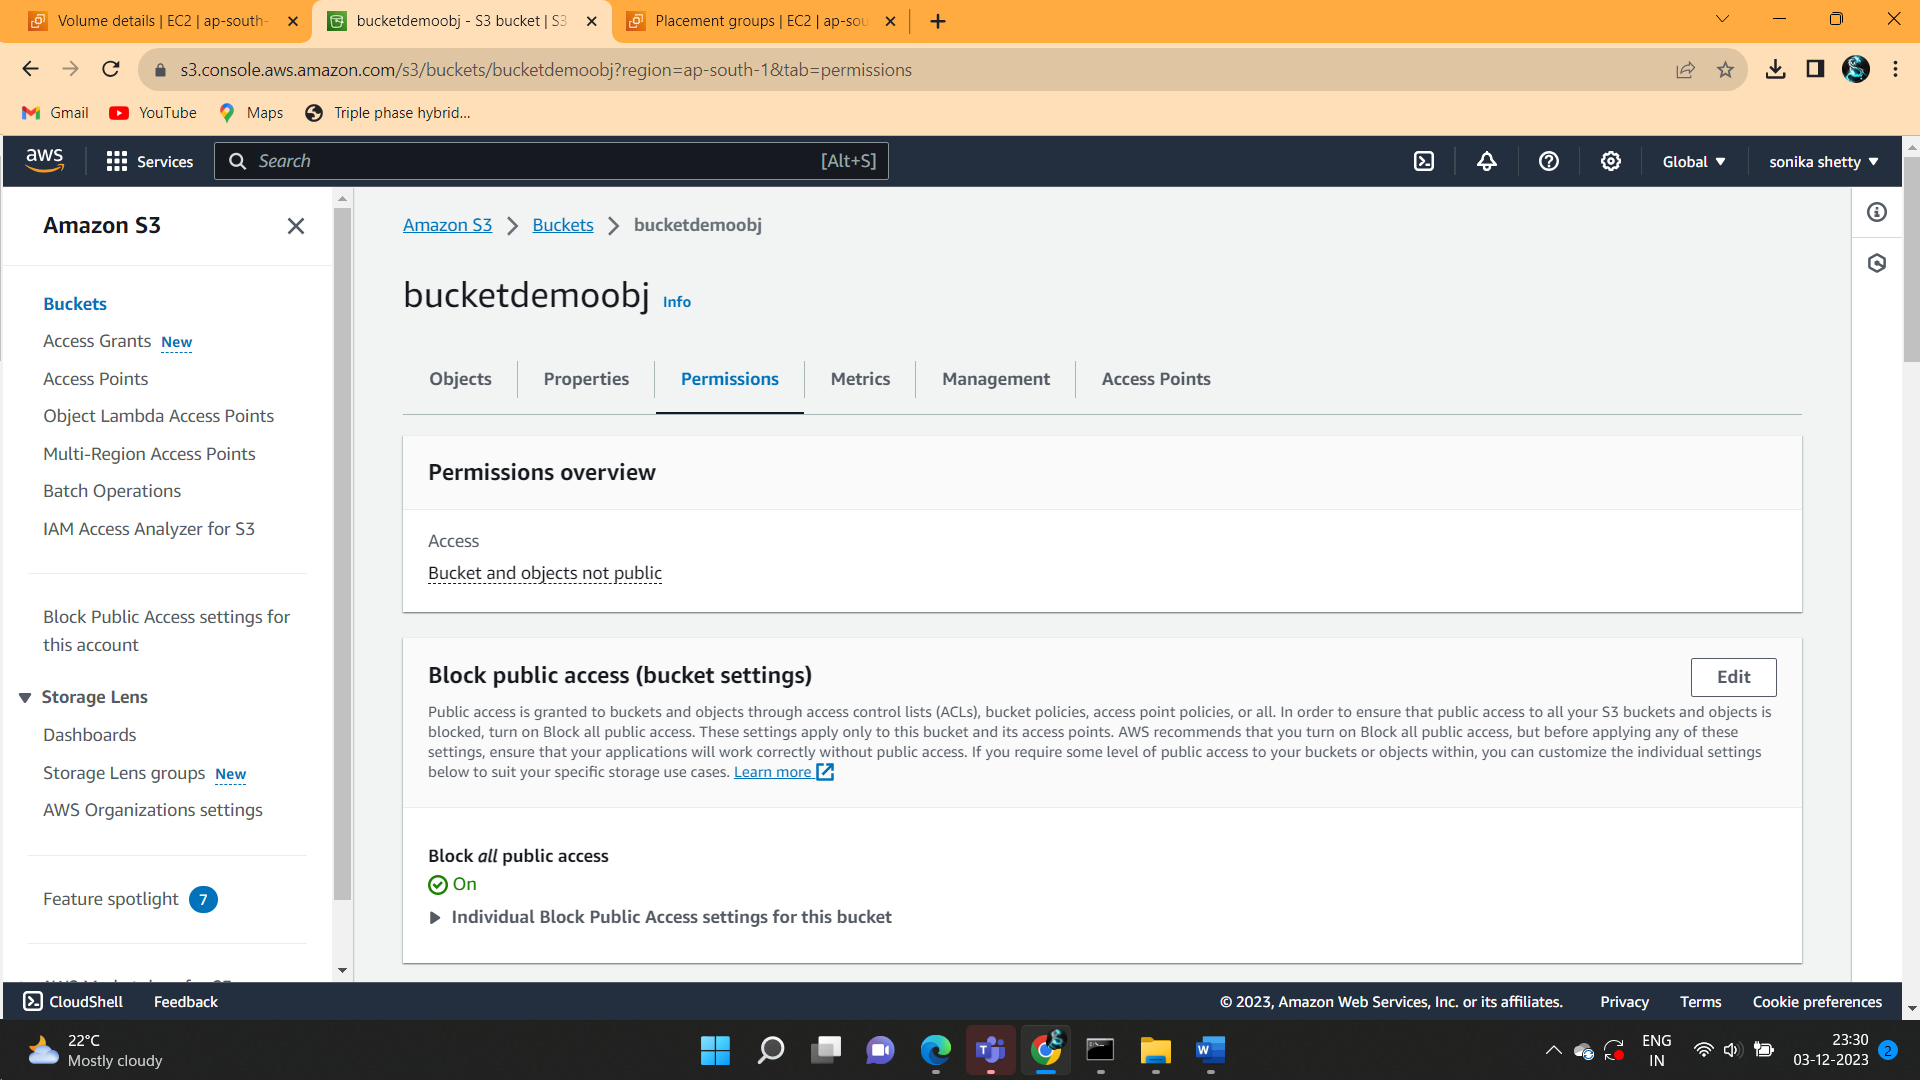 Volume details | EC2 | ap-south-
bucketdemoobj - S3 bucket | S3
Placement groups | EC2 | ap-sou
s3.console.aws.amazon.com/s3/buckets/bucketdemoobj?region=ap-south-1&tab=permissions
Gmail
YouTube
Maps
Triple phase hybrid...
aws
Services
Search
[Alt+S]
Global
sonika shetty
Amazon S3
Buckets
Access Grants New
Access Points
Object Lambda Access Points
Multi-Region Access Points
Batch Operations
IAM Access Analyzer for S3
Block Public Access settings for
this account
Storage Lens
Dashboards
Storage Lens groups New
AWS Organizations settings
Feature spotlight 7
Amazon S3 > Buckets > bucketdemoobj
bucketdemoobj Info
Objects
Properties
Permissions
Metrics
Management
Access Points
Permissions overview
Access
Bucket and objects not public
Block public access (bucket settings)
Edit
Public access is granted to buckets and objects through access control lists (ACLs), bucket policies, access point policies, or all. In order to ensure that public access to all your S3 buckets and objects is
blocked, turn on Block all public access. These settings apply only to this bucket and its access points. AWS recommends that you turn on Block all public access, but before applying any of these
settings, ensure that your applications will work correctly without public access. If you require some level of public access to your buckets or objects within, you can customize the individual settings
below to suit your specific storage use cases. Learn more
Block all public access
On
Individual Block Public Access settings for this bucket
CloudShell
Feedback
© 2023, Amazon Web Services, Inc. or its affiliates.
Privacy
Terms
Cookie preferences
22°C
Mostly cloudy
ENG
IN
23:30
03-12-2023
2